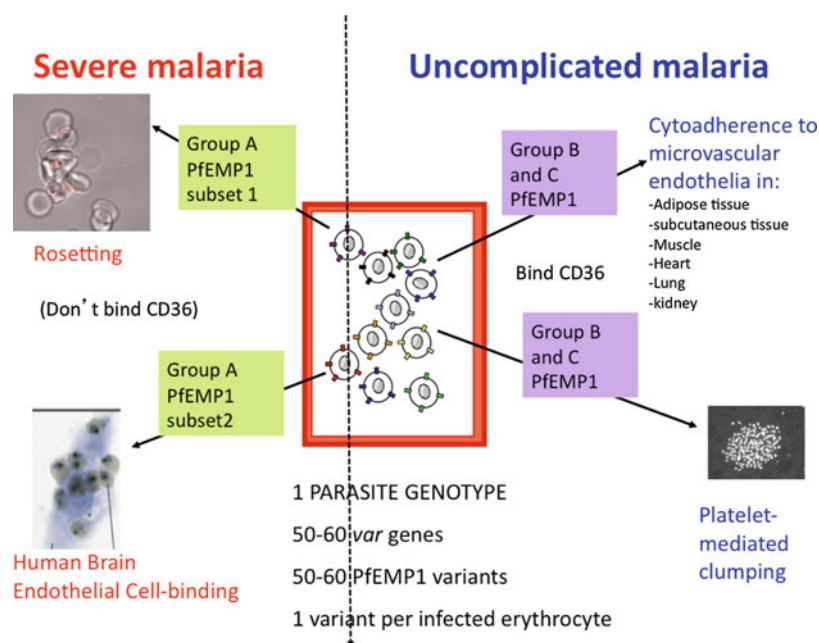 Severe malaria
Uncomplicated malaria
Group A
PfEMP1
subset 1
Rosetting
(Don't bind CD36)
Group A
PfEMP1
subset2
Human Brain
Endothelial Cell-binding
Group B
and C
PfEMP1
Cytoadherence to
microvascular
endothelia in:
-Adipose tissue
-subcutaneous tissue
-Muscle
-Heart
-Lung
-kidney
Bind CD36
Group B
and C
PfEMP1
Platelet-
mediated
clumping
1 PARASITE GENOTYPE
50-60 var genes
50-60 PfEMP1 variants
1 variant per infected erythrocyte